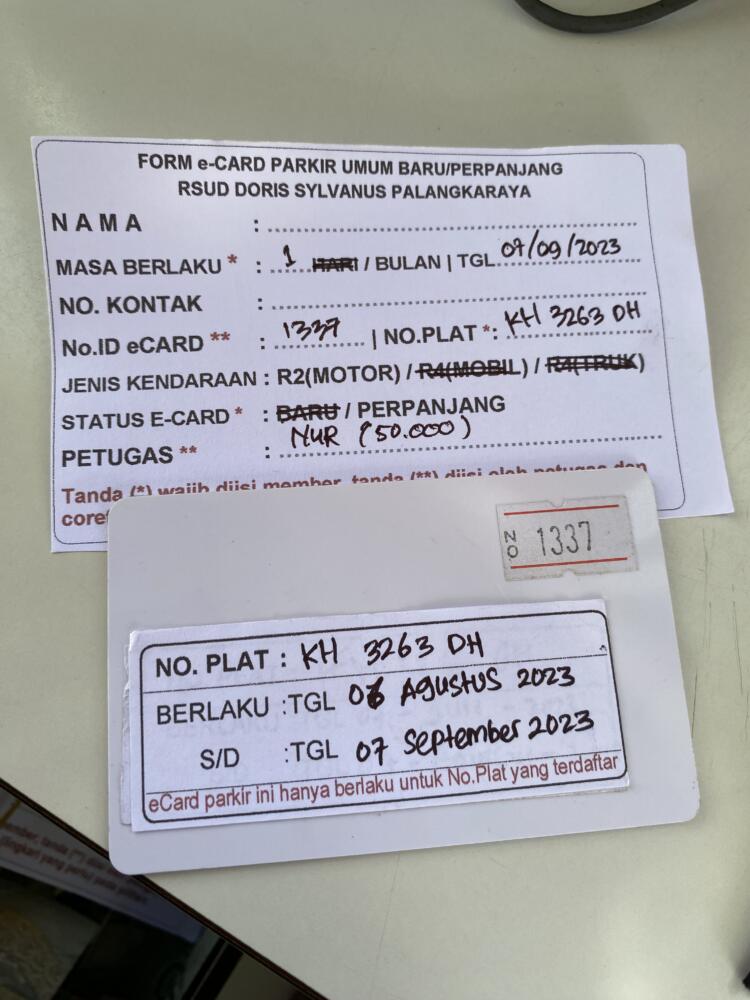 FORM e-CARD PARKIR UMUM BARU/PERPANJANG
RSUD DORIS SYLVANUS PALANGKARAYA
NAMA :
MASA BERLAKU * : 1 HARI / BULAN | TGL 07/09/2023
NO. KONTAK :
No.ID eCARD ** : 1337 | NO.PLAT *: KH 3263 DH
JENIS KENDARAAN : R2(MOTOR) / R4(MOBIL) / R4(TRUK)
STATUS E-CARD * : BARU / PERPANJANG
PETUGAS ** : NUR (50.000)
Tanda (*) wajib diisi member, tanda (**) diisi oleh petugas dan
coret
NO 1337
NO. PLAT : KH 3263 DH
BERLAKU :TGL Agustus 2023
S/D :TGL 07 September 2023
eCard parkir ini hanya berlaku untuk No.Plat yang terdaftar